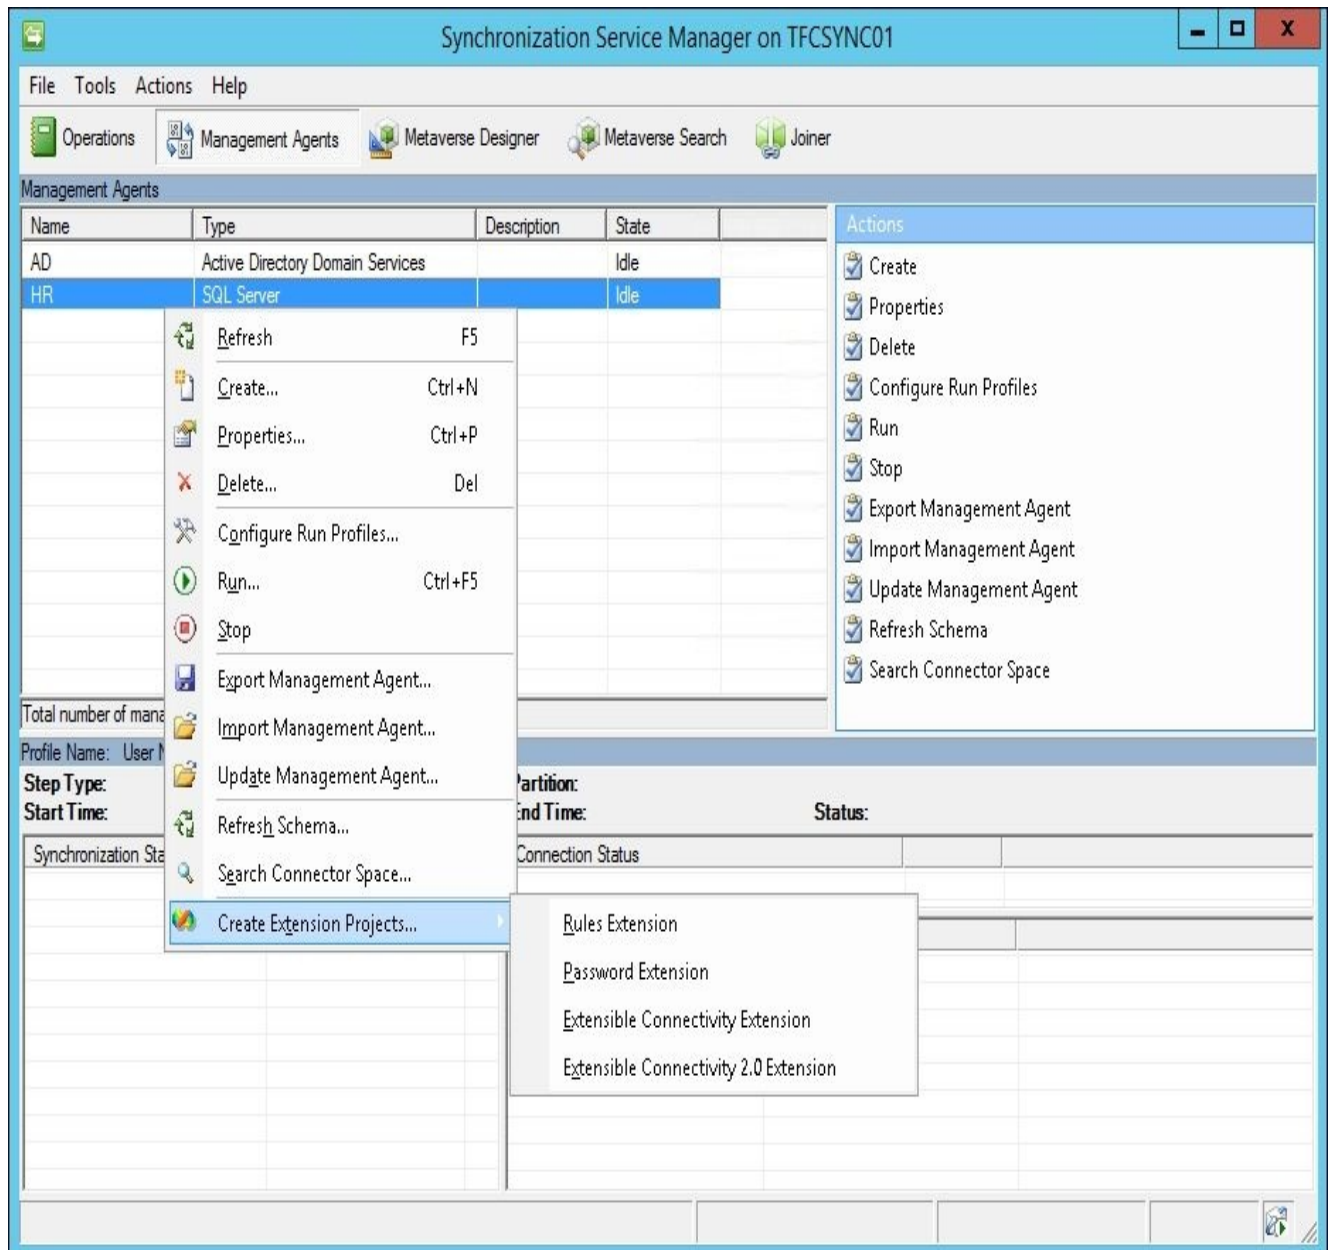 Synchronization Service Manager on TFCSYNC01
X
File Tools Actions Help
Operations Management Agents Metaverse Designer Metaverse Search Joiner
Management Agents
Name Type Description State
Actions
AD Active Directory Domain Services Idle
HR SQL Server Idle
Create
Properties
Delete
Configure Run Profiles
Run
Stop
Export Management Agent
Import Management Agent
Update Management Agent
Refresh Schema
Search Connector Space
Refresh F5
Create... Ctrl+N
Properties... Ctrl+P
Delete... Del
Configure Run Profiles...
Run... Ctrl+F5
Stop
Export Management Agent...
Import Management Agent...
Update Management Agent...
Refresh Schema...
Search Connector Space...
Create Extension Projects...
Rules Extension
Password Extension
Extensible Connectivity Extension
Extensible Connectivity 2.0 Extension
Total number of mana
Profile Name: User N
Step Type: Partition:
Start Time: End Time: Status:
Synchronization Sta Connection Status